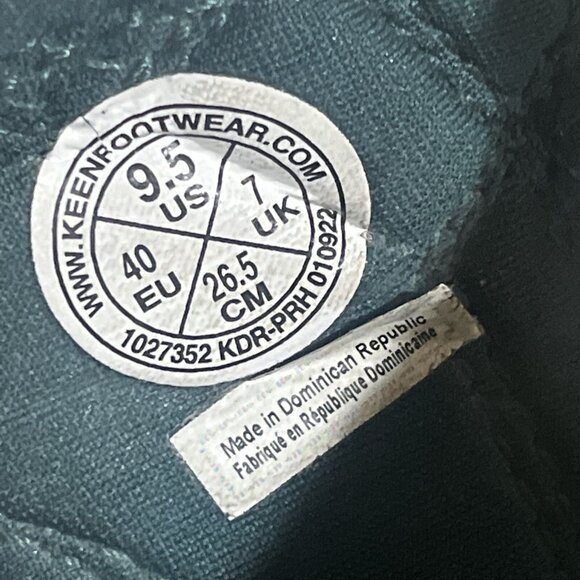 WWW.KEENFOOTWEAR.COM
9.5
US
7
UK
40
EU
26.5
CM
1027352 KDR-PRH 010922
Made in Dominican Republic
Fabriqué en République Dominicaine